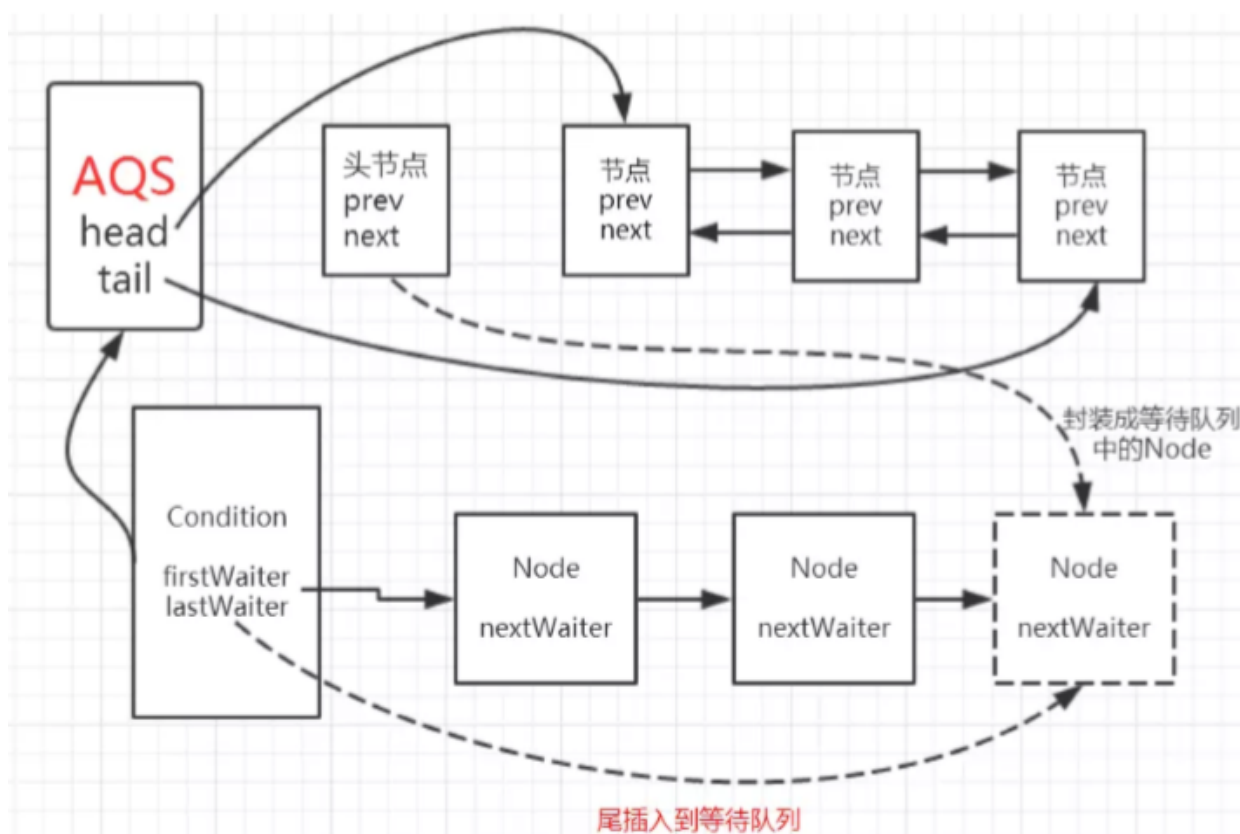 AQS
head
tail
头节点
prev
next
节点
prev
next
节点
prev
next
节点
prev
next
封装成等待队列
中的Node
Condition
firstWaiter
lastWaiter
Node
nextWaiter
Node
nextWaiter
Node
nextWaiter
尾插入到等待队列